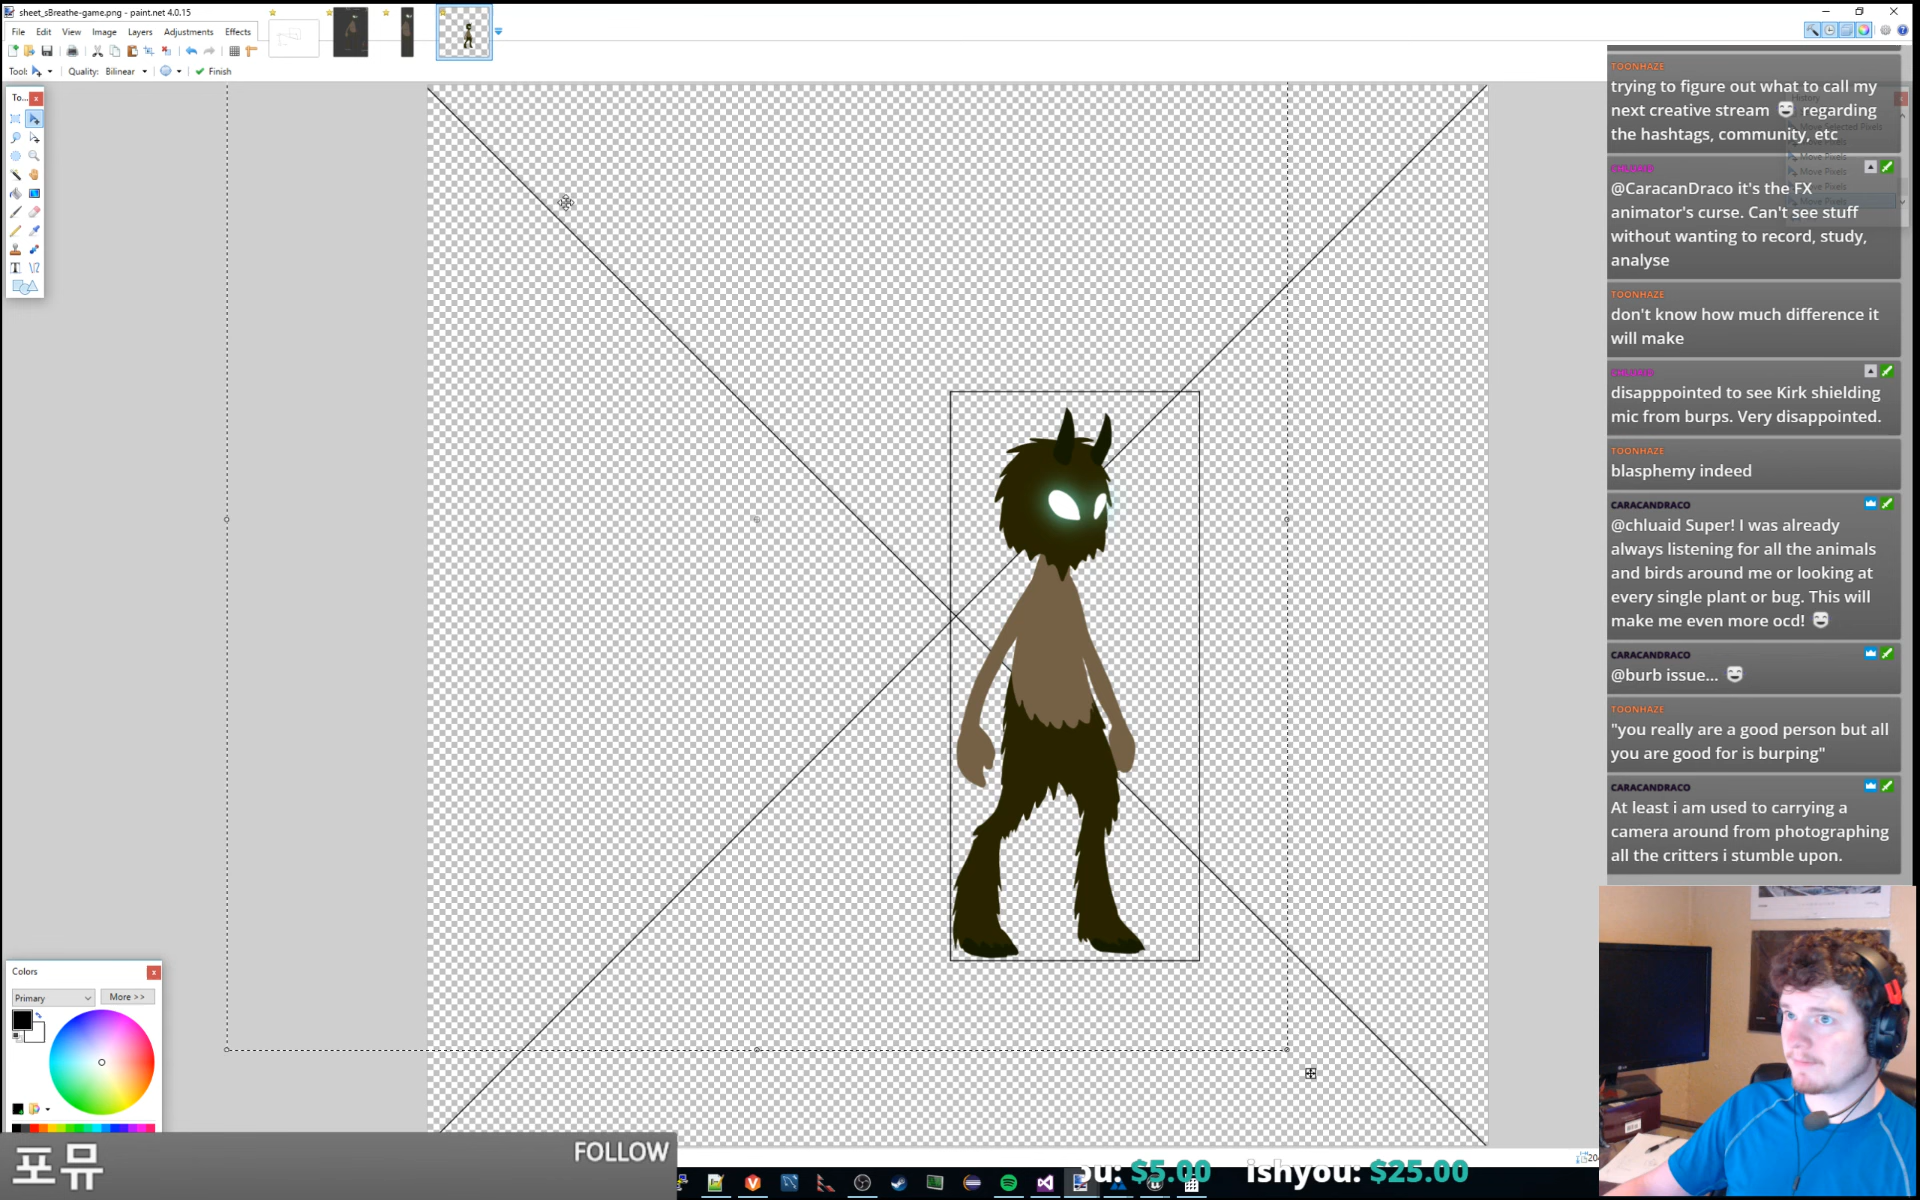 sheet_sBreathe-game.png - paint.net 4.0.15
File Edit View Image Layers Adjustments Effects
Tool: Quality: Bilinear Finish
To...
TOONHAZE
trying to figure out what to call my
next creative stream regarding
the hashtags, community, etc
CHLUAID
@CaracanDraco it's the FX
animator's curse. Can't see stuff
without wanting to record, study,
analyse
TOONHAZE
don't know how much difference it
will make
CHLUAID
disapppointed to see Kirk shielding
mic from burps. Very disappointed.
TOONHAZE
blasphemy indeed
CARACANDRACO
@chluaid Super! I was already
always listening for all the animals
and birds around me or looking at
every single plant or bug. This will
make me even more ocd!
CARACANDRACO
@burb issue...
TOONHAZE
"you really are a good person but all
you are good for is burping"
CARACANDRACO
At least i am used to carrying a
camera around from photographing
all the critters i stumble upon.
Colors
Primary More >>
포뮤
FOLLOW
ou: $5.00 ishyou: $25.00